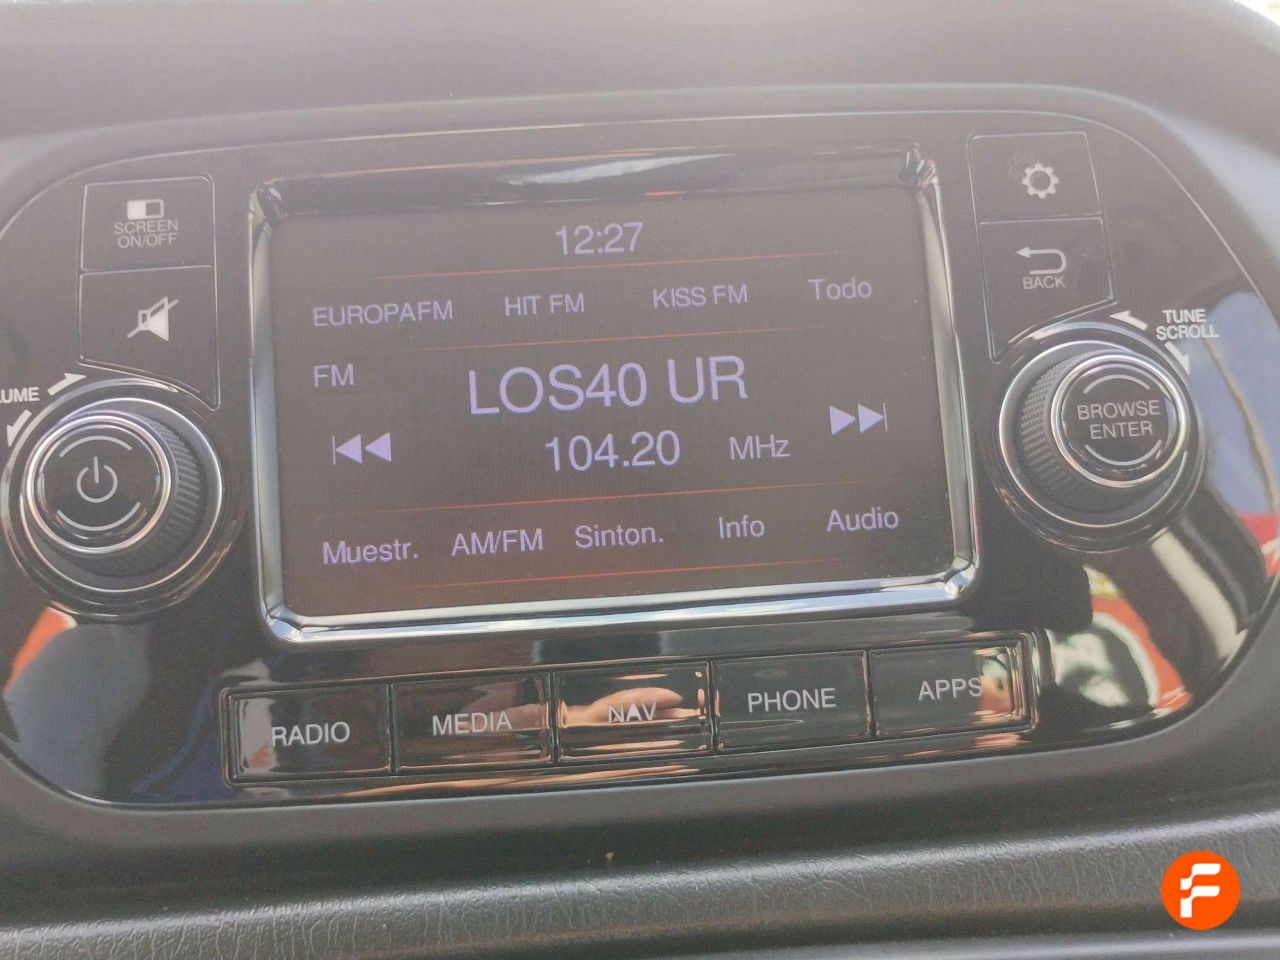 SCREEN
ON/OFF
12:27
EUROPAFM HIT FM KISS FM Todo
FM
LOS40 UR
104.20 MHz
Muestr. AM/FM Sinton. Info Audio
BACK
TUNE
SCROLL
BROWSE
ENTER
RADIO MEDIA NAV PHONE APPS